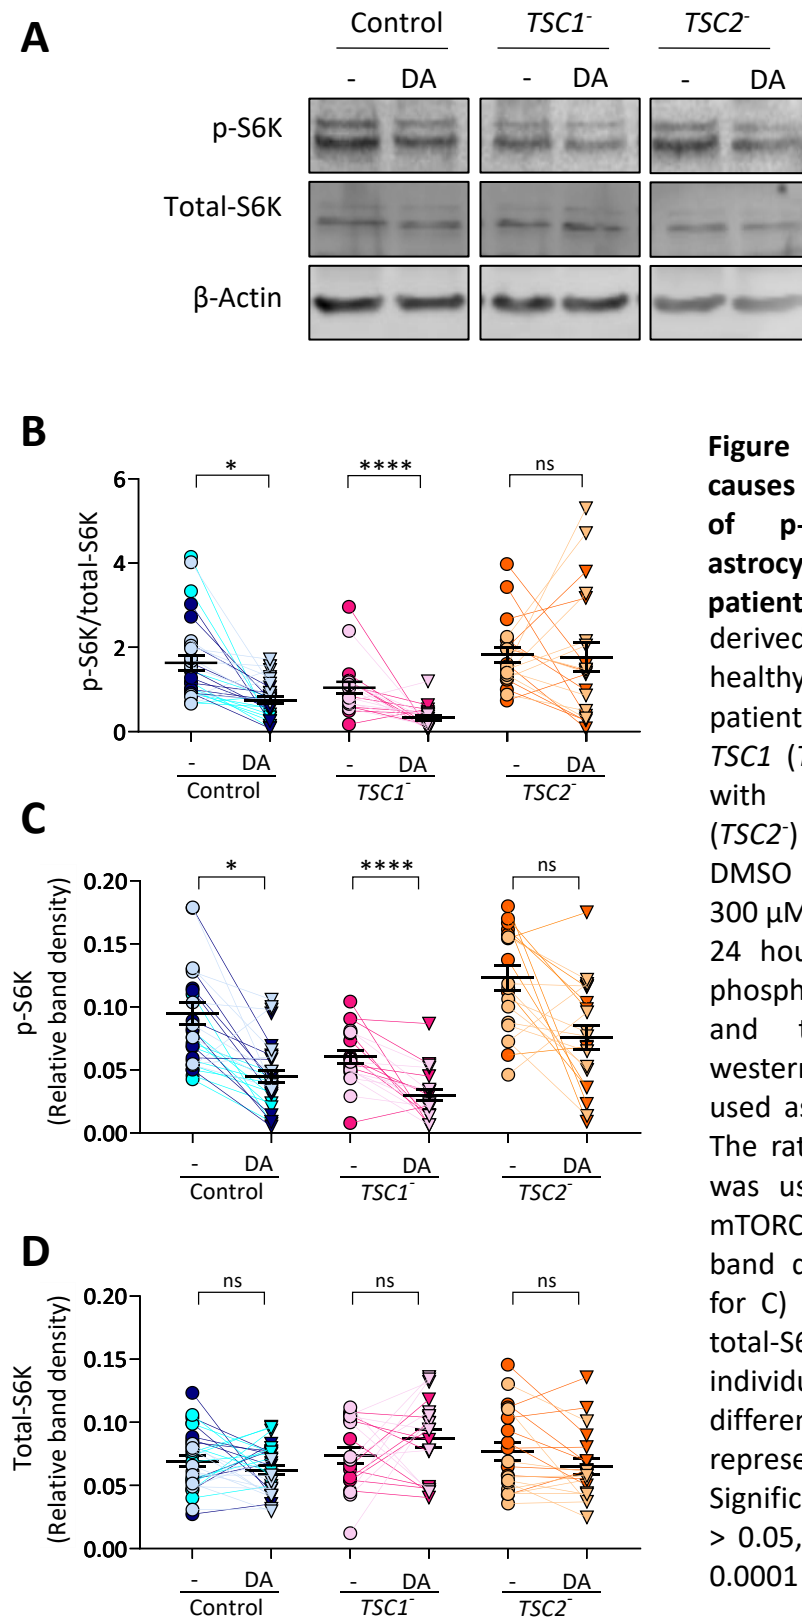 A
Control TSC1⁻ TSC2⁻
- DA - DA - DA
p-S6K
Total-S6K
β-Actin
B
p-S6K/total-S6K
6
4
2
0
* **** ns
- DA - DA - DA
Control TSC1⁻ TSC2⁻
C
p-S6K
(Relative band density)
0.20
0.15
0.10
0.05
0.00
* **** ns
- DA - DA - DA
Control TSC1⁻ TSC2⁻
D
Total-S6K
(Relative band density)
0.20
0.15
0.10
0.05
0.00
ns ns ns
- DA - DA - DA
Control TSC1⁻ TSC2⁻
Figure
causes
of p-
astrocy
patient
derived
healthy
patient
TSC1 (T
with
(TSC2⁻)
DMSO
300 µM
24 hou
phosph
and t
western
used as
The rat
was us
mTORC
band d
for C)
total-S6
individu
differen
represe
Signific
> 0.05,
0.0001